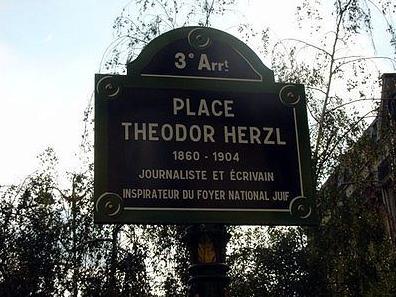 3e Arrt
PLACE
THEODOR HERZL
1860 - 1904
JOURNALISTE ET ÉCRIVAIN
INSPIRATEUR DU FOYER NATIONAL JUIF